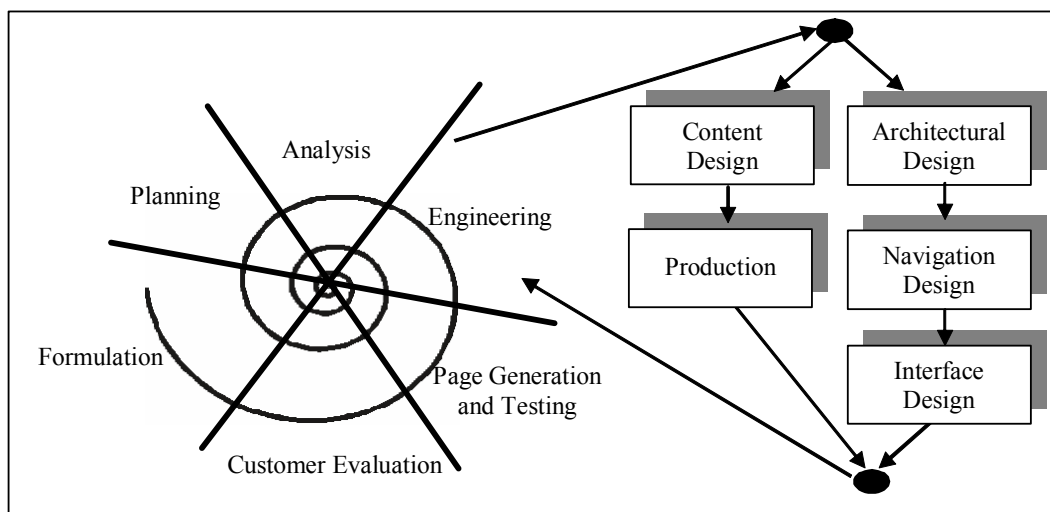 Analysis
Planning
Engineering
Formulation
Page Generation
and Testing
Customer Evaluation
Content
Design
Production
Architectural
Design
Navigation
Design
Interface
Design